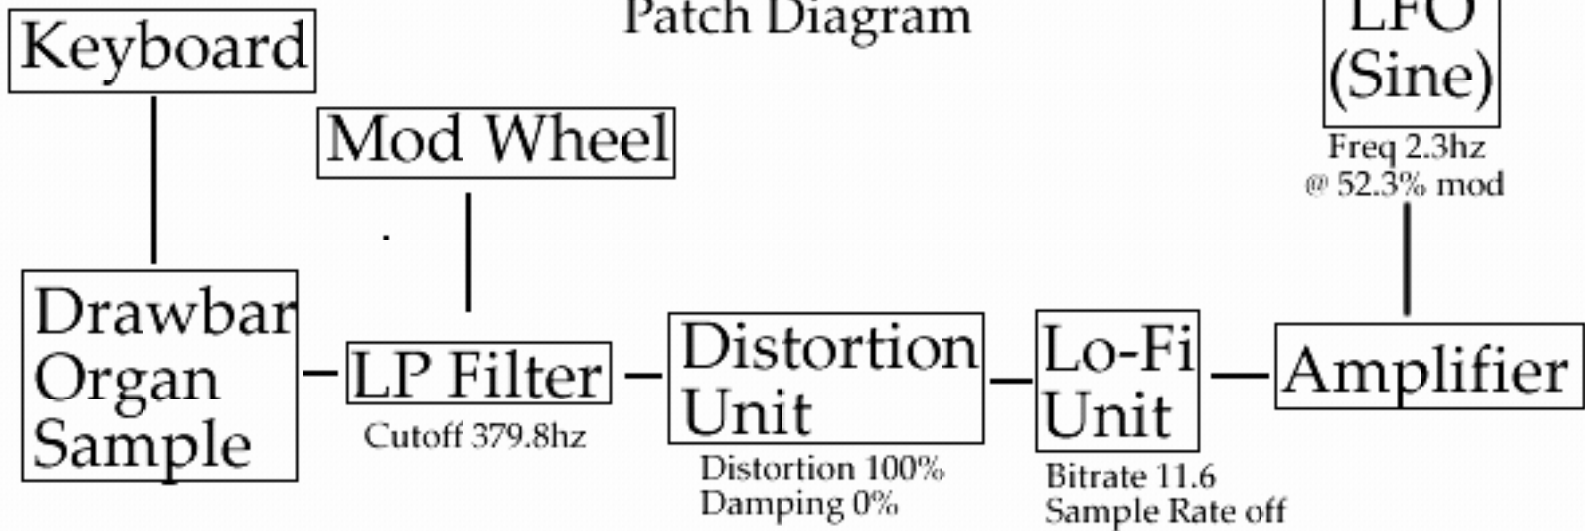 Patch Diagram
Keyboard
Mod Wheel
LFO
(Sine)
Freq 2.3hz
@ 52.3% mod
Drawbar
Organ
Sample
LP Filter
Cutoff 379.8hz
Distortion
Unit
Distortion 100%
Damping 0%
Lo-Fi
Unit
Bitrate 11.6
Sample Rate off
Amplifier